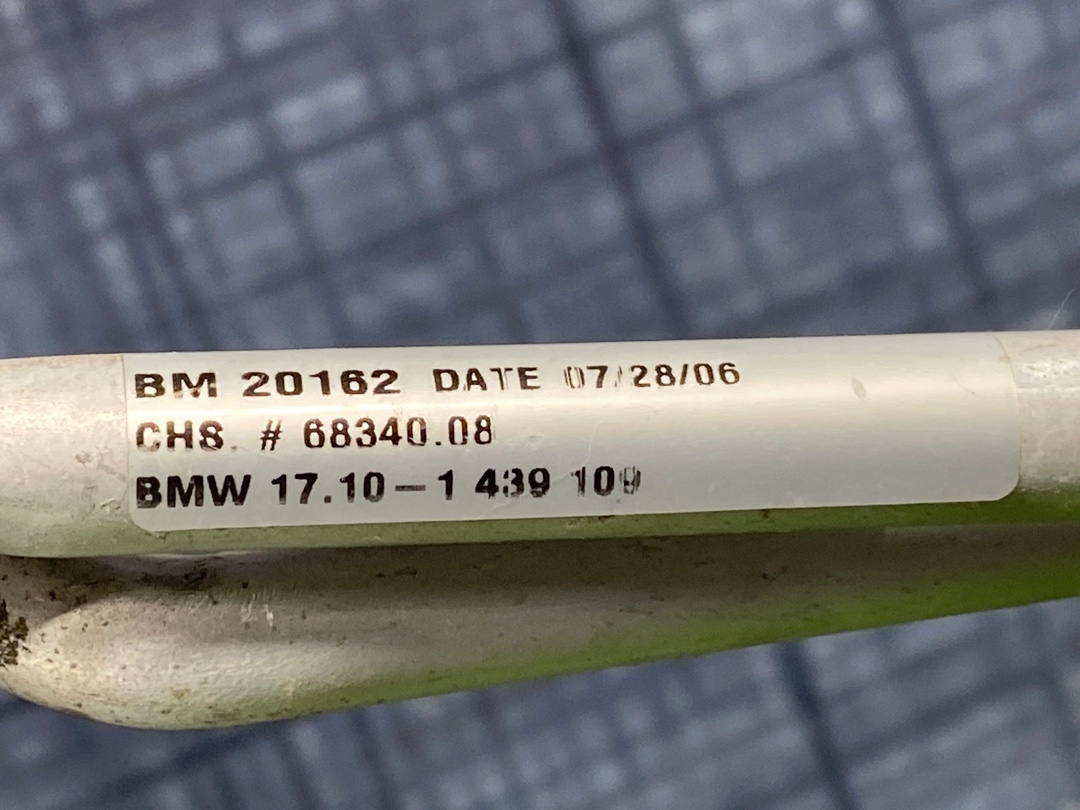 BM 20162 DATE 07/28/06
CHS. # 68340.08
BMW 17.10-1 439 109